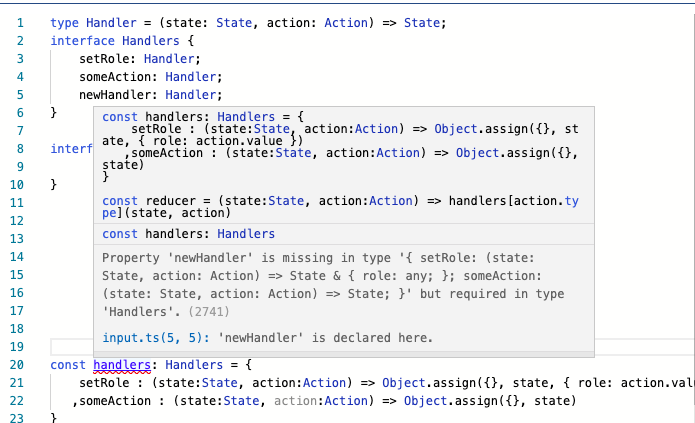 1 type Handler = (state: State, action: Action) => State;
2 interface Handlers {
3 setRole: Handler;
4 someAction: Handler;
5 newHandler: Handler;
6 }
7
8 interf
9
10 }
11
12
13
14
15
16
17
18
19
const handlers: Handlers = {
setRole : (state:State, action:Action) => Object.assign({}, st
ate, { role: action.value })
,someAction : (state:State, action:Action) => Object.assign({},
state)
}
const reducer = (state:State, action:Action) => handlers[action.ty
pe](state, action)
const handlers: Handlers
Property 'newHandler' is missing in type '{ setRole: (state:
State, action: Action) => State & { role: any; }; someAction:
(state: State, action: Action) => State; }' but required in type
'Handlers'. (2741)
input.ts(5, 5): 'newHandler' is declared here.
20 const handlers: Handlers = {
21 setRole : (state:State, action:Action) => Object.assign({}, state, { role: action.val
22 ,someAction : (state:State, action:Action) => Object.assign({}, state)
23 }